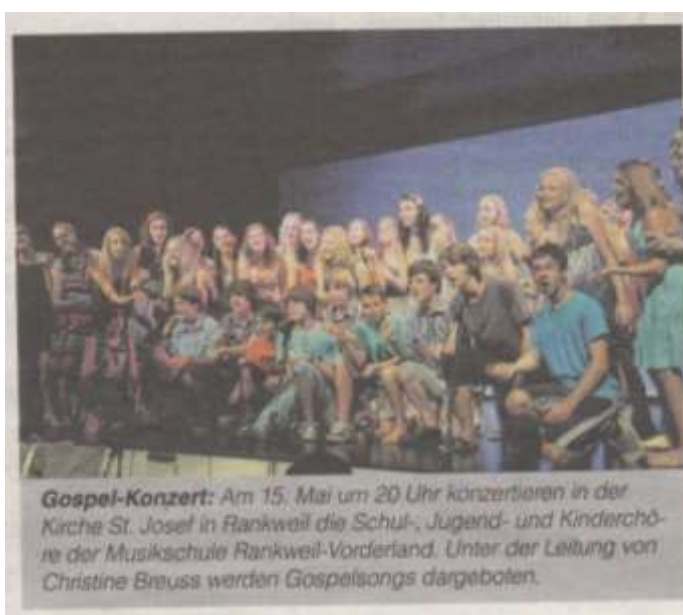 Gospel-Konzert: Am 15. Mai um 20 Uhr konzertieren in der
Kirche St. Josef in Rankweil die Schul-, Jugend- und Kinderchö-
re der Musikschule Rankweil-Vorderland. Unter der Leitung von
Christine Breuss werden Gospelsongs dargeboten.